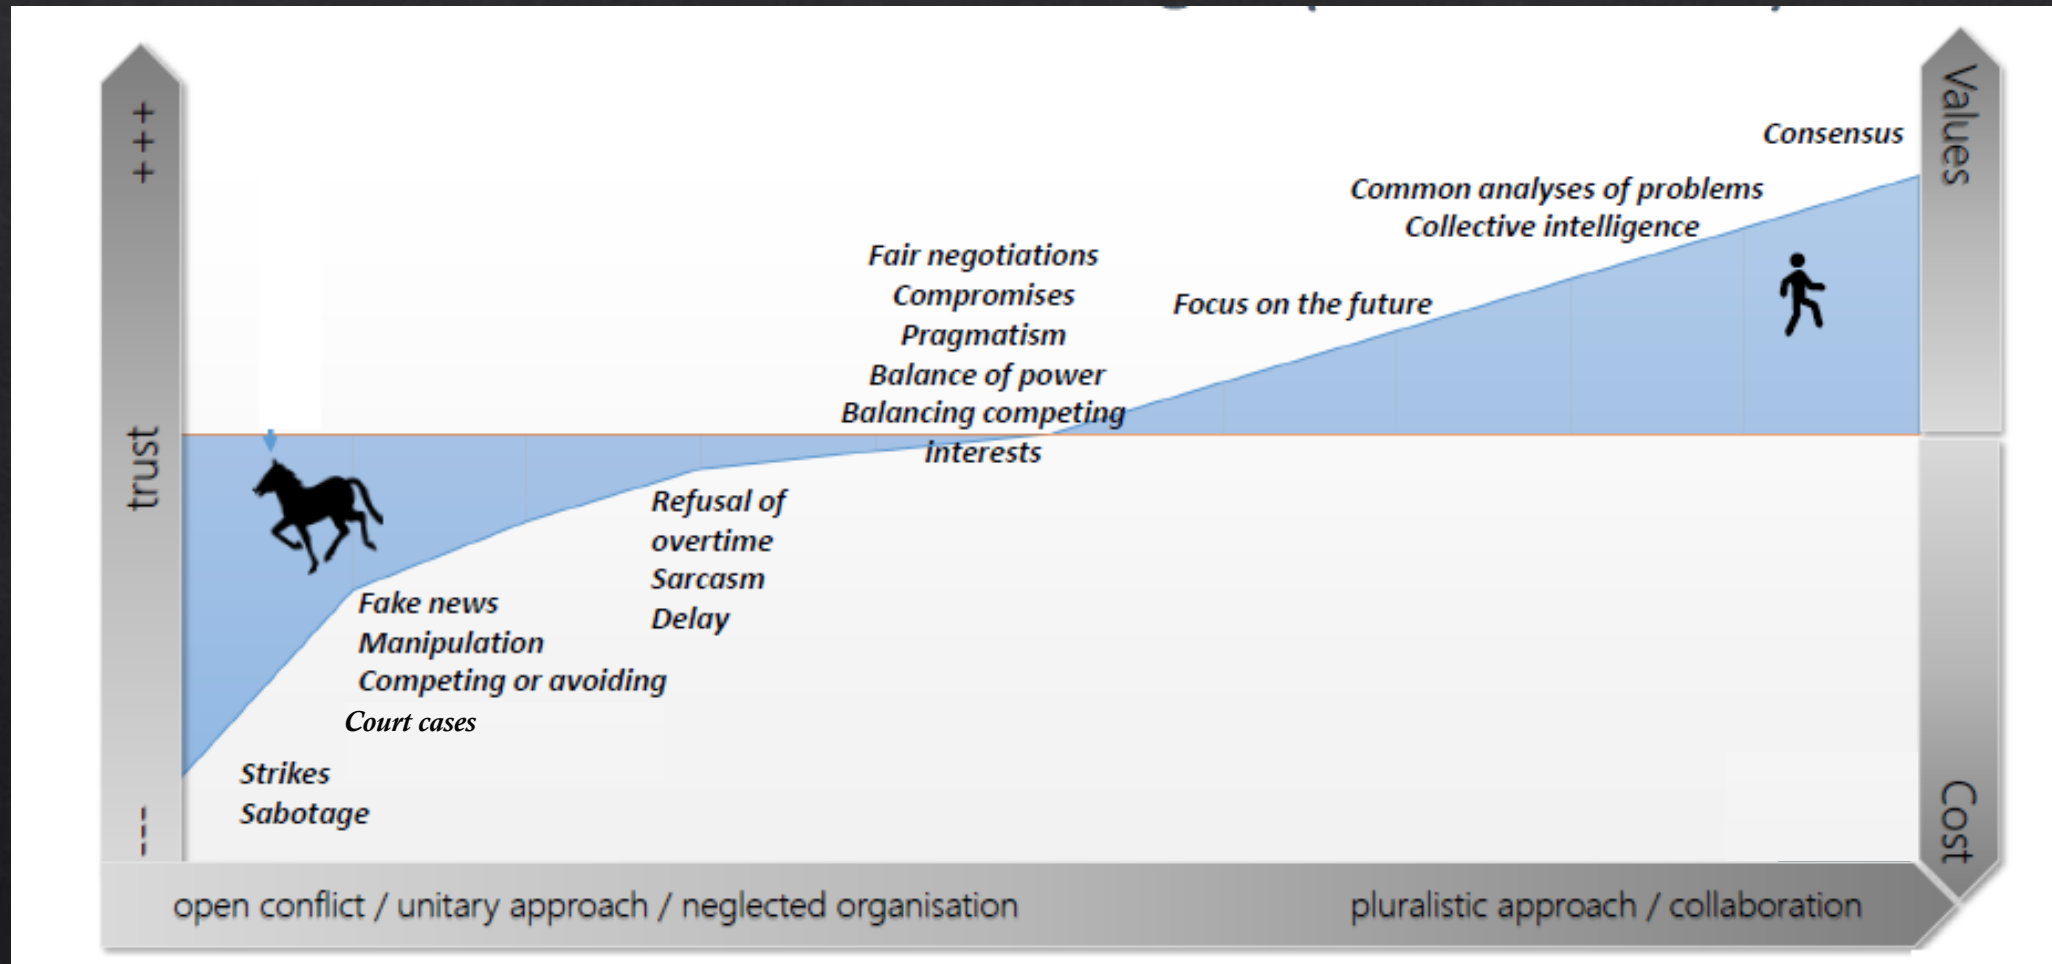 +++
trust
---
Values
Cost
Consensus
Common analyses of problems
Collective intelligence
Fair negotiations
Compromises
Pragmatism
Balance of power
Balancing competing
interests
Focus on the future
Refusal of
overtime
Sarcasm
Delay
Fake news
Manipulation
Competing or avoiding
Court cases
Strikes
Sabotage
open conflict / unitary approach / neglected organisation
pluralistic approach / collaboration